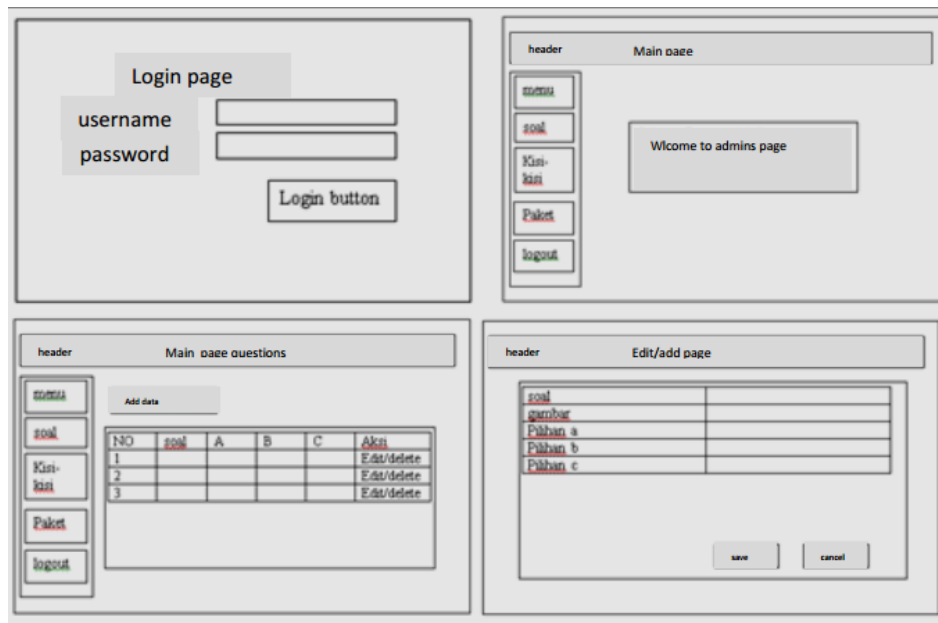 Login page
username
password
Login button
header Main page
menu
soal
Kisi-
kisi
Paket
logout
Wlcome to admins page
header Main page questions
menu
soal
Kisi-
kisi
Paket
logout
Add data
NO soal A B C Aksi
1 Edit/delete
2 Edit/delete
3 Edit/delete
header Edit/add page
soal
gambar
Pilihan a
Pilihan b
Pilihan c
save cancel